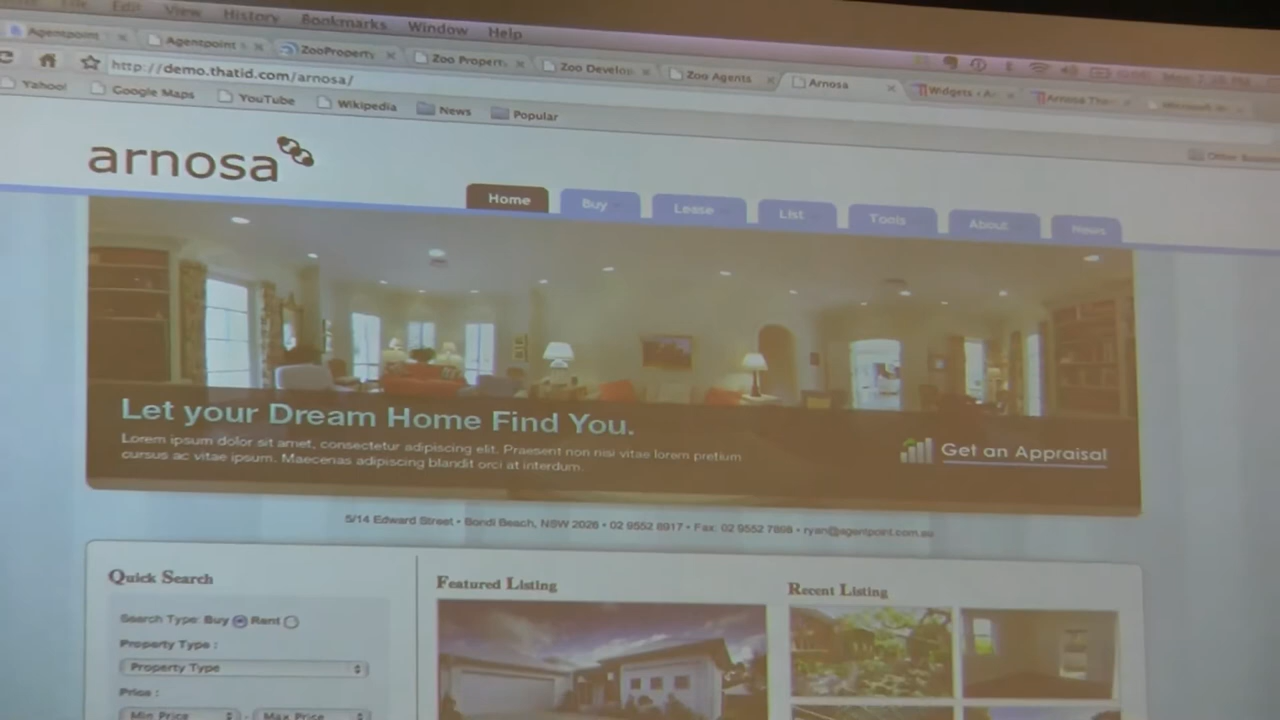 File Edit View History Bookmarks Window Help
Agentpoint Agentpoint ZooProperty Zoo Propert Zoo Develop Zoo Agents Arnosa Widgets ‹ A Arnosa The
http://demo.thatid.com/arnosa/
Yahoo! Google Maps YouTube Wikipedia News Popular
arnosa
Home Buy Lease List Tools About News
Let your Dream Home Find You.
Lorem ipsum dolor sit amet, consectetur adipiscing elit. Praesent non nisi vitae lorem pretium
cursus ac vitae ipsum. Maecenas adipiscing blandit orci at interdum.
Get an Appraisal
5/14 Edward Street • Bondi Beach, NSW 2026 • 02 9552 8917 • Fax: 02 9552 7898 • ryan@agentpoint.com.au
Quick Search
Search Type: Buy Rent
Property Type :
Property Type
Price :
Min Price - Max Price
Featured Listing
Recent Listing